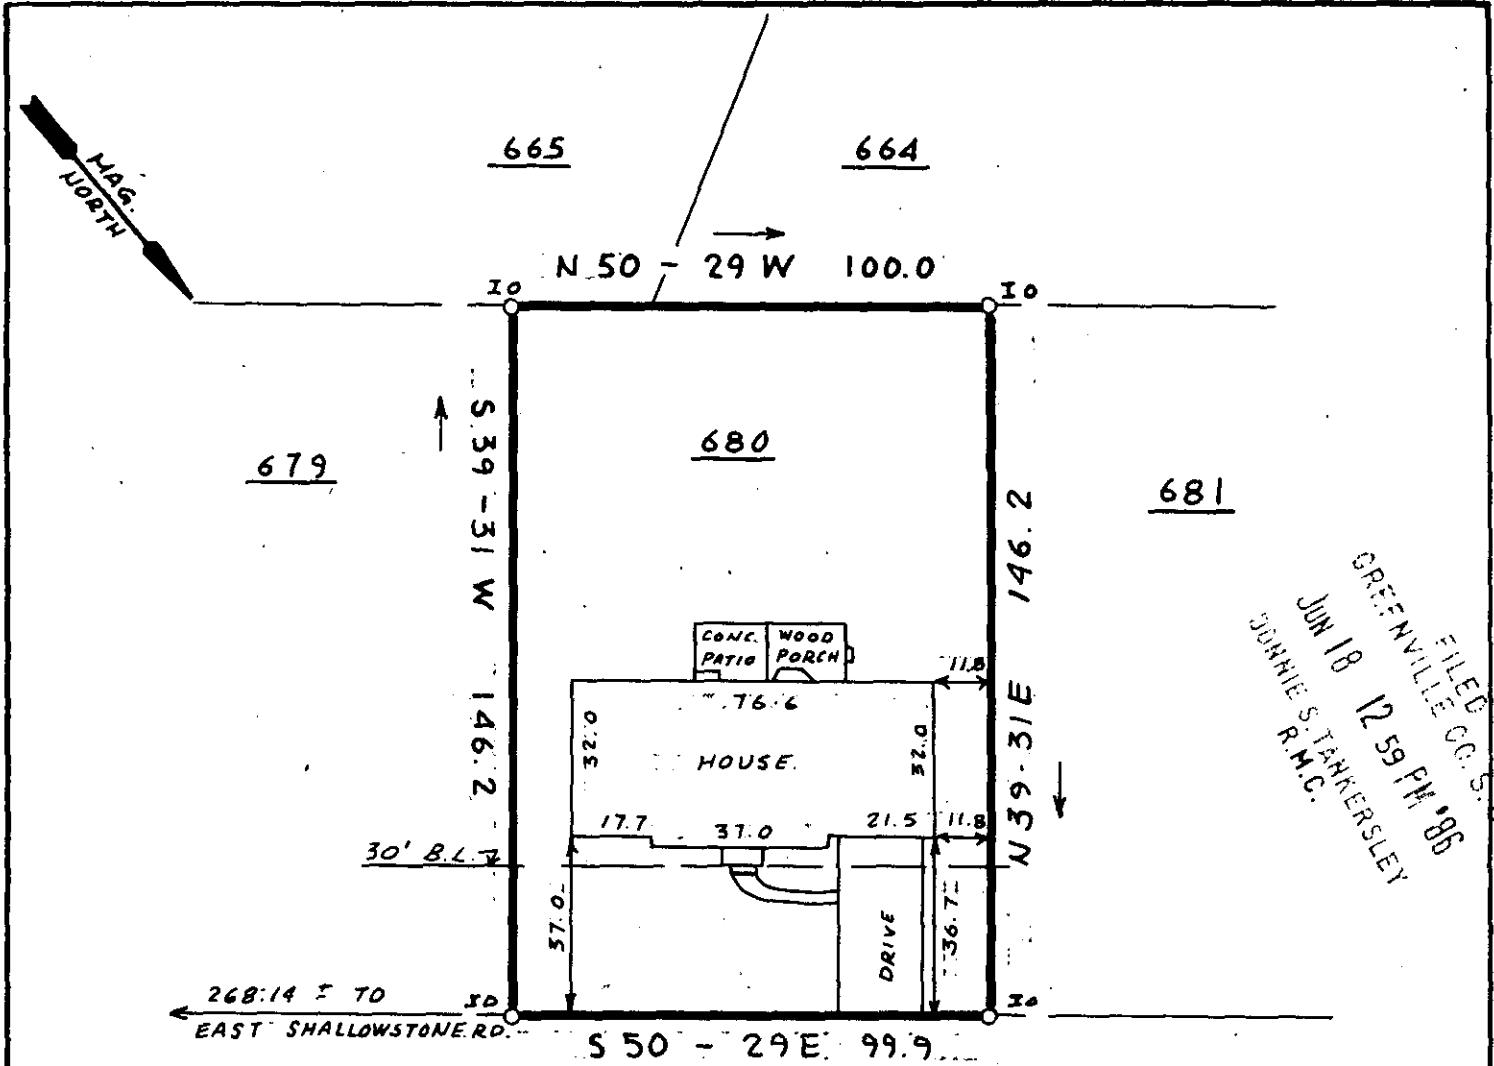 665
664
MAG.
NORTH
N 50 - 29 W 100.0
IO
IO
S 39 - 31 W 146.2
679
680
681
N 39 - 31 E 146.2
CONC.
PATIO
WOOD
PORCH
11.8
76.6
32.0
HOUSE
32.0
17.7
37.0
21.5
11.8
30' B.L.
37.0
36.7
DRIVE
268.14 ± TO
EAST SHALLOWSTONE RD.
IO
IO
S 50 - 29 E 99.9
FILED
GREENVILLE CO. S.
JUN 18 12 59 PM '86
DONNIE S. TANKERSLEY
R.M.C.